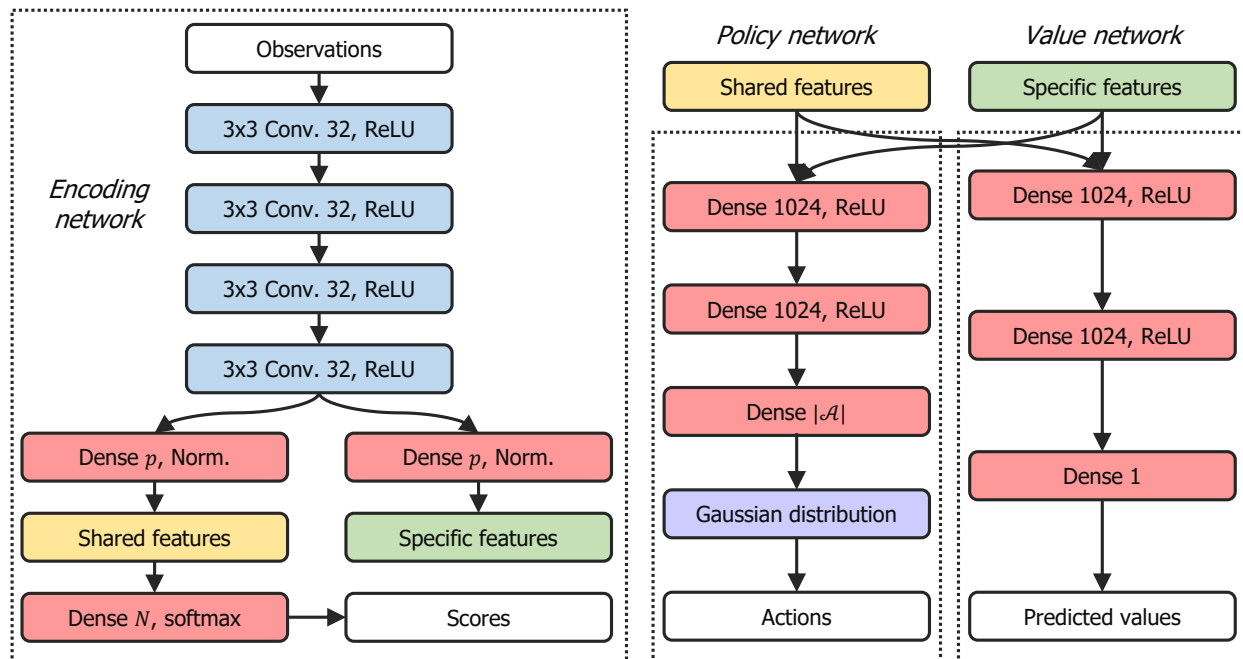 Observations
3x3 Conv. 32, ReLU
Encoding
network
3x3 Conv. 32, ReLU
3x3 Conv. 32, ReLU
3x3 Conv. 32, ReLU
Dense p, Norm.
Dense p, Norm.
Shared features
Specific features
Dense N, softmax
Scores
Policy network
Shared features
Dense 1024, ReLU
Dense 1024, ReLU
Dense |𝒜|
Gaussian distribution
Actions
Value network
Specific features
Dense 1024, ReLU
Dense 1024, ReLU
Dense 1
Predicted values